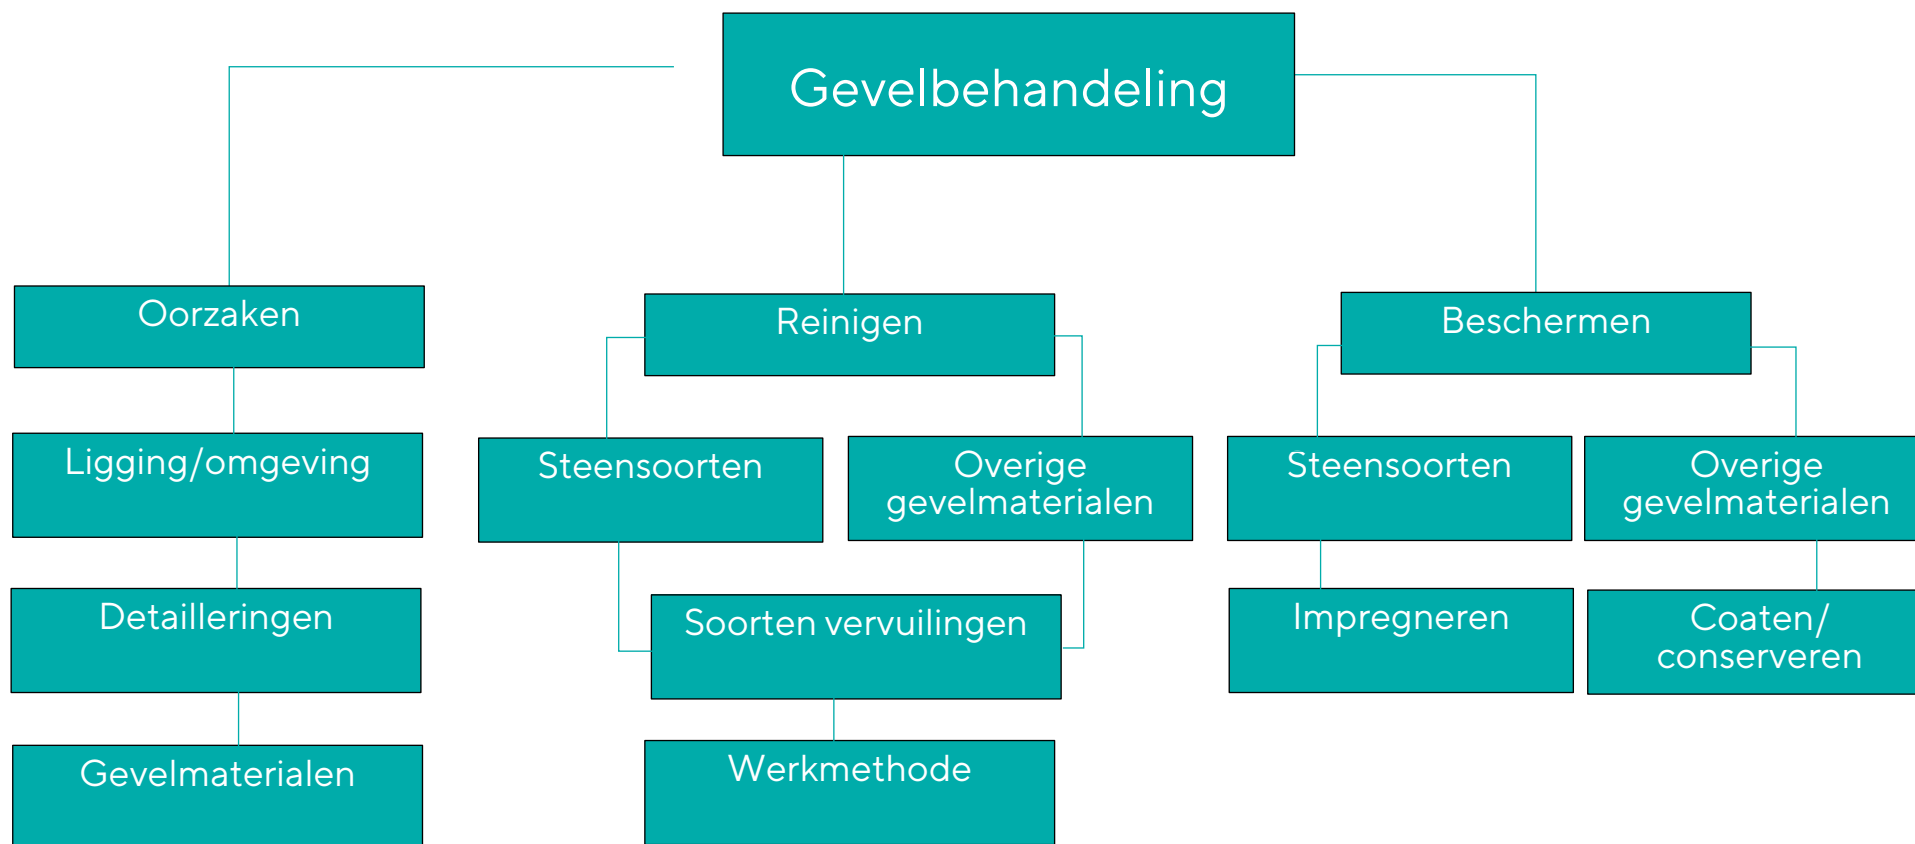 Gevelbehandeling
Oorzaken
Reinigen
Beschermen
Ligging/omgeving
Steensoorten
Overige
gevelmaterialen
Steensoorten
Overige
gevelmaterialen
Detailleringen
Soorten vervuilingen
Impregneren
Coaten/
conserveren
Gevelmaterialen
Werkmethode